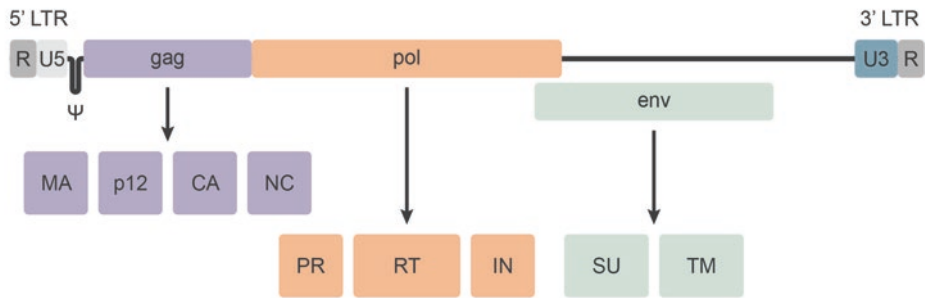 5' LTR
3' LTR
R U5 gag pol U3 R
Ψ
env
MA p12 CA NC
PR RT IN SU TM